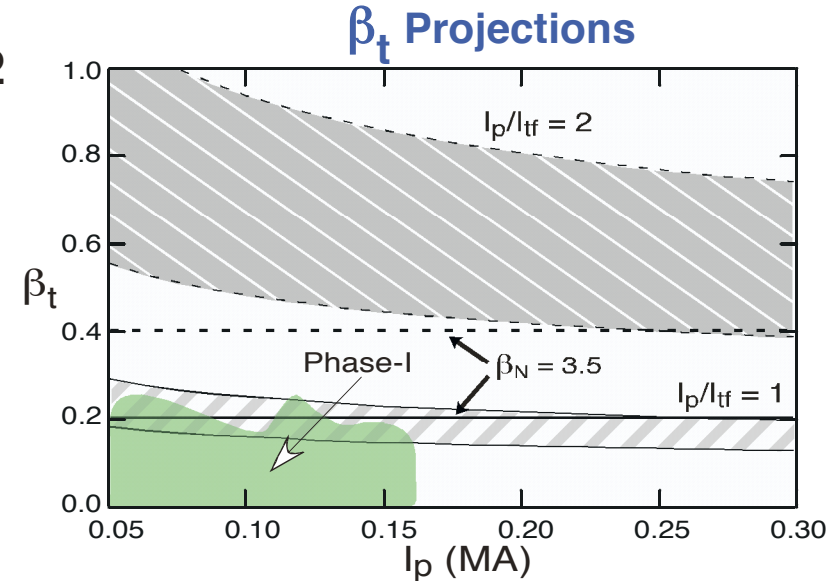 βt Projections
2
1.0
Ip/Itf = 2
0.8
0.6
βt
0.4
Phase-I
βN = 3.5
Ip/Itf = 1
0.2
0.0
0.05 0.10 0.15 0.20 0.25 0.30
Ip (MA)